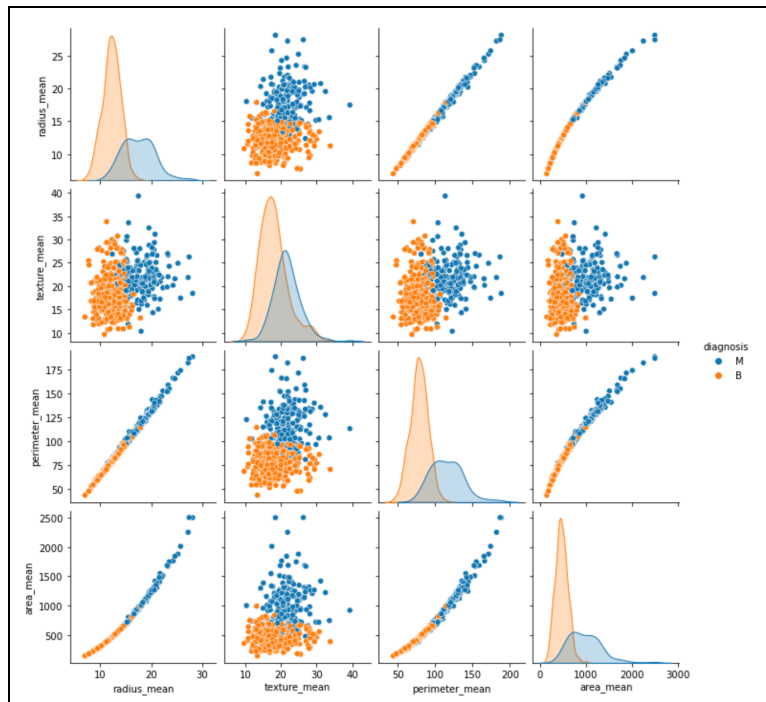 radius_mean
25
20
15
10
texture_mean
40
35
30
25
20
15
10
diagnosis
M
B
perimeter_mean
175
150
125
100
75
50
area_mean
2500
2000
1500
1000
500
10 20 30 10 20 30 40 50 100 150 200 0 1000 2000 3000
radius_mean texture_mean perimeter_mean area_mean